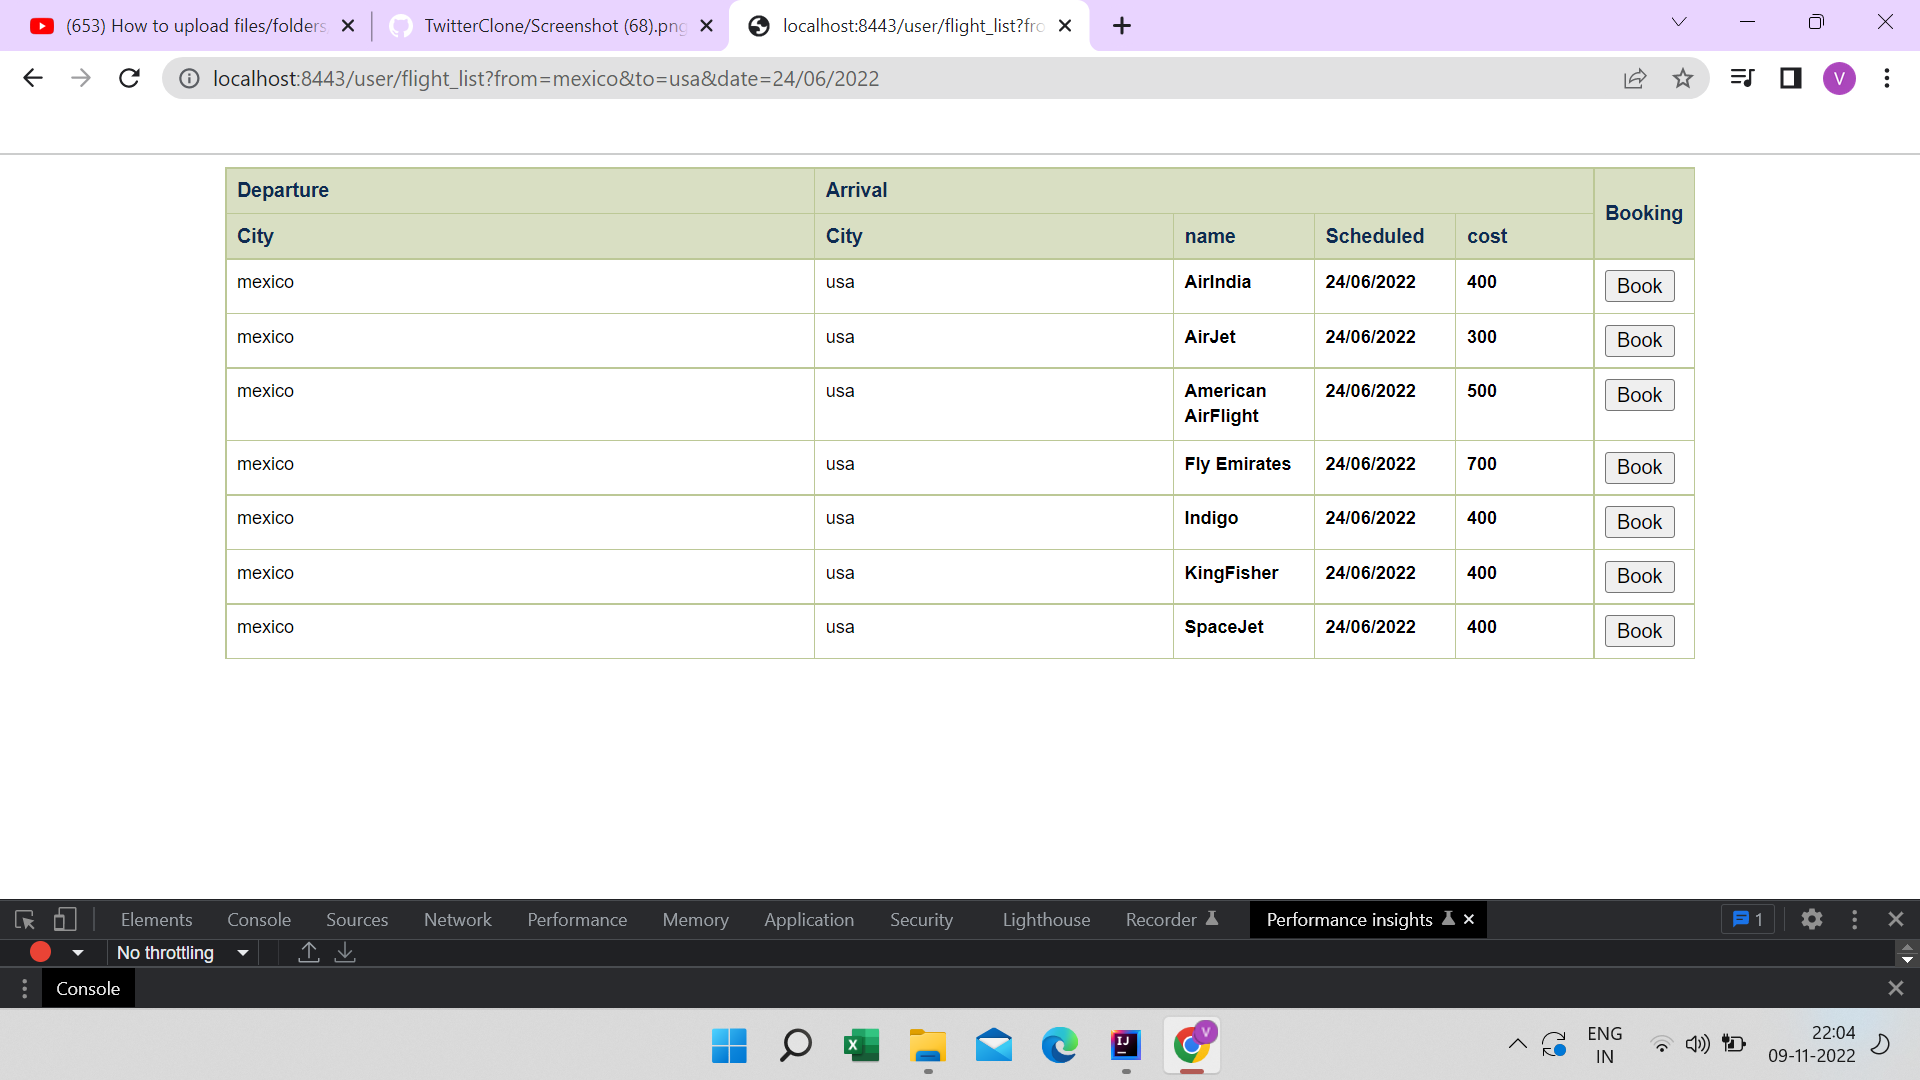 (653) How to upload files/folders
TwitterClone/Screenshot (68).png
localhost:8443/user/flight_list?fro
localhost:8443/user/flight_list?from=mexico&to=usa&date=24/06/2022
V
Departure Arrival Booking
City City name Scheduled cost
mexico usa AirIndia 24/06/2022 400 Book
mexico usa AirJet 24/06/2022 300 Book
mexico usa American AirFlight 24/06/2022 500 Book
mexico usa Fly Emirates 24/06/2022 700 Book
mexico usa Indigo 24/06/2022 400 Book
mexico usa KingFisher 24/06/2022 400 Book
mexico usa SpaceJet 24/06/2022 400 Book
Elements Console Sources Network Performance Memory Application Security Lighthouse Recorder Performance insights 1
No throttling
Console
X IJ V
ENG
IN
22:04
09-11-2022